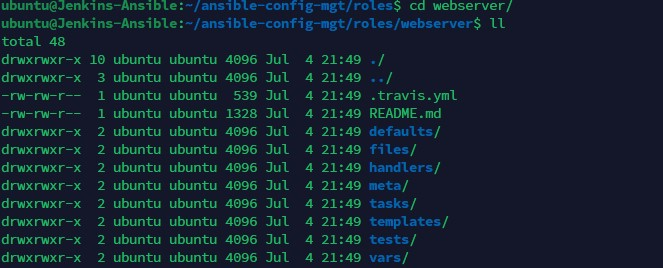 ubuntu@Jenkins-Ansible:~/ansible-config-mgt/roles$ cd webserver/
ubuntu@Jenkins-Ansible:~/ansible-config-mgt/roles/webserver$ ll
total 48
drwxrwxr-x 10 ubuntu ubuntu 4096 Jul  4 21:49 ./
drwxrwxr-x  3 ubuntu ubuntu 4096 Jul  4 21:49 ../
-rw-rw-r--  1 ubuntu ubuntu  539 Jul  4 21:49 .travis.yml
-rw-rw-r--  1 ubuntu ubuntu 1328 Jul  4 21:49 README.md
drwxrwxr-x  2 ubuntu ubuntu 4096 Jul  4 21:49 defaults/
drwxrwxr-x  2 ubuntu ubuntu 4096 Jul  4 21:49 files/
drwxrwxr-x  2 ubuntu ubuntu 4096 Jul  4 21:49 handlers/
drwxrwxr-x  2 ubuntu ubuntu 4096 Jul  4 21:49 meta/
drwxrwxr-x  2 ubuntu ubuntu 4096 Jul  4 21:49 tasks/
drwxrwxr-x  2 ubuntu ubuntu 4096 Jul  4 21:49 templates/
drwxrwxr-x  2 ubuntu ubuntu 4096 Jul  4 21:49 tests/
drwxrwxr-x  2 ubuntu ubuntu 4096 Jul  4 21:49 vars/